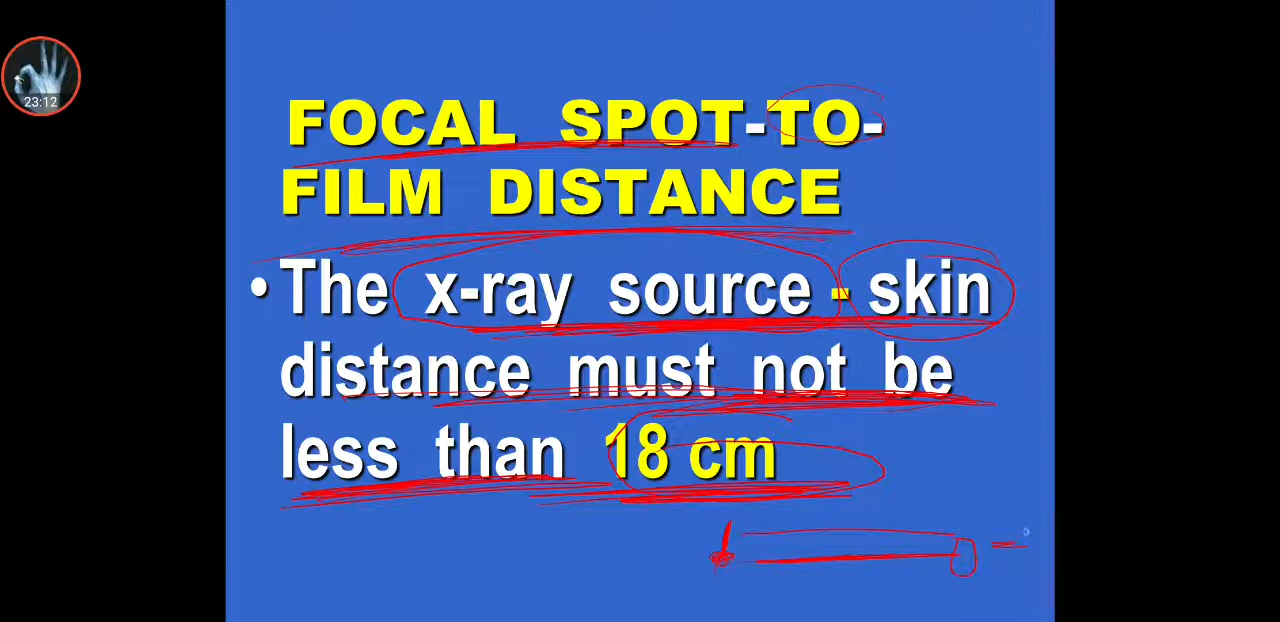 23:12
FOCAL SPOT-TO-
FILM DISTANCE
• The x-ray source - skin
distance must not be
less than 18 cm